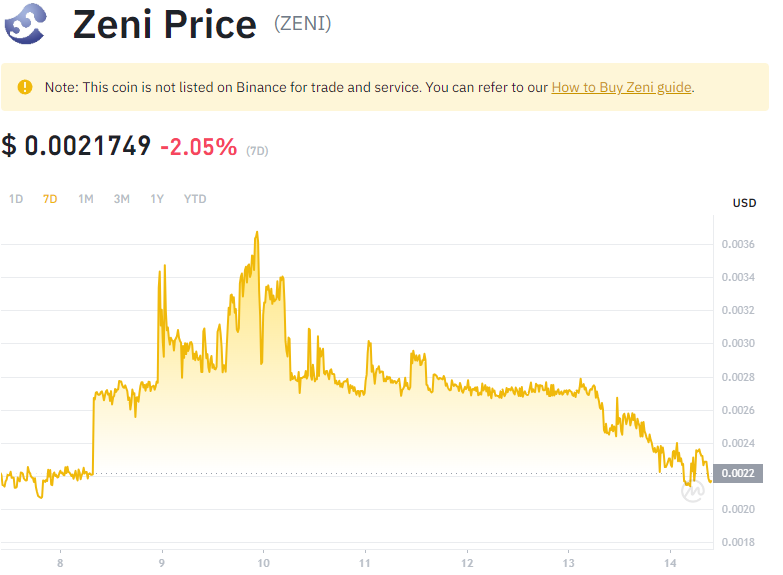 Zeni Price (ZENI)
Note: This coin is not listed on Binance for trade and service. You can refer to our How to Buy Zeni guide.
$ 0.0021749 -2.05% (7D)
1D 7D 1M 3M 1Y YTD
USD
0.0036
0.0034
0.0032
0.0030
0.0028
0.0026
0.0024
0.0022
0.0020
0.0018
8 9 10 11 12 13 14